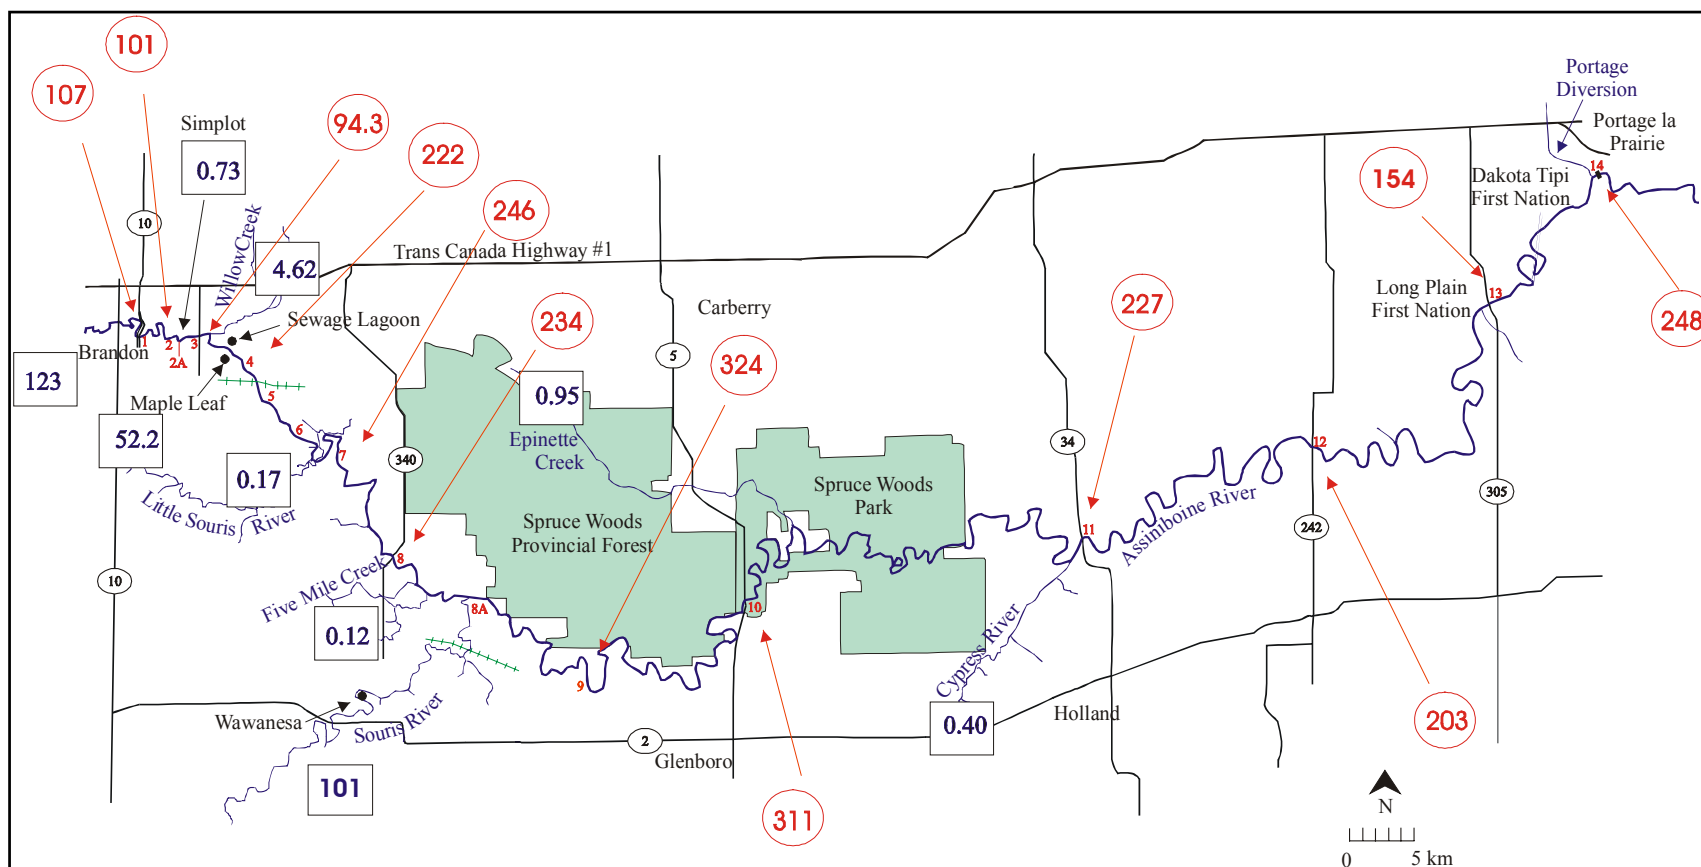 101
107
Simplot
94.3
0.73
222
10
246
WillowCreek
4.62
Trans Canada Highway #1
Portage
Diversion
Portage la
Prairie
154
14
Dakota Tipi
First Nation
Long Plain
First Nation
13
248
Brandon
1
2
2A
3
Sewage Lagoon
4
Maple Leaf
5
123
52.2
6
7
0.17
Little Souris River
234
Carberry
5
324
0.95
Epinette
Creek
340
Spruce Woods
Provincial Forest
Spruce Woods
Park
227
34
11
Assiniboine River
12
305
242
10
8
Five Mile Creek
8A
0.12
10
9
Cypress River
0.40
Holland
203
Wawanesa
Souris River
2
Glenboro
101
311
N
0
5 km